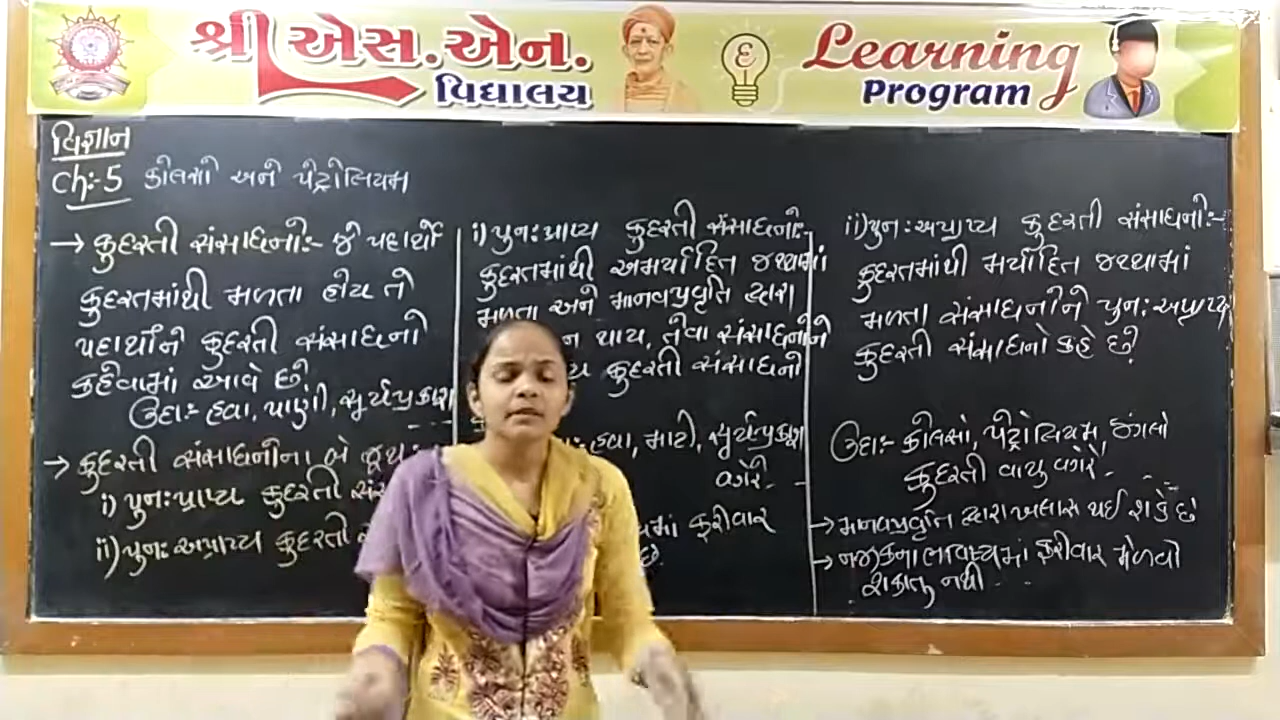 શ્રી એસ.એન.
વિદ્યાલય
Learning
Program
વિજ્ઞાન
Ch:-5 કોલસો અને પેટ્રોલિયમ
→ કુદરતી સંસાધનો:- જે પદાર્થો
કુદરતમાંથી મળતા હોય તે
પદાર્થોને કુદરતી સંસાધનો
કહેવામાં આવે છે.
ઉદા:- હવા, પાણી, સૂર્યપ્રકાશ
→ કુદરતી સંસાધનોના બે જૂથ
i) પુનઃપ્રાપ્ય કુદરતી
ii) પુનઃઅપ્રાપ્ય કુદરતી
i) પુનઃપ્રાપ્ય કુદરતી સંસાધનો:-
કુદરતમાંથી અમર્યાદિત જથ્થામાં
મળતા અને માનવપ્રવૃતિ દ્વારા
ન થાય, તેવા સંસાધનોને
કુદરતી સંસાધનો
હવા, માટી, સૂર્યપ્રકાશ
વગેરે
ફરીવાર
છે.
ii) પુનઃઅપ્રાપ્ય કુદરતી સંસાધનો:-
કુદરતમાંથી મર્યાદિત જથ્થામાં
મળતા સંસાધનોને પુનઃઅપ્રાપ્ય
કુદરતી સંસાધનો કહે છે.
ઉદા:- કોલસો, પેટ્રોલિયમ, જંગલો
કુદરતી વાયુ વગેરે
→ માનવપ્રવૃતિ દ્વારા ખલાસ થઈ શકે છે
→ નજીકના ભવિષ્યમાં ફરીવાર મેળવી
શકાતુ નથી